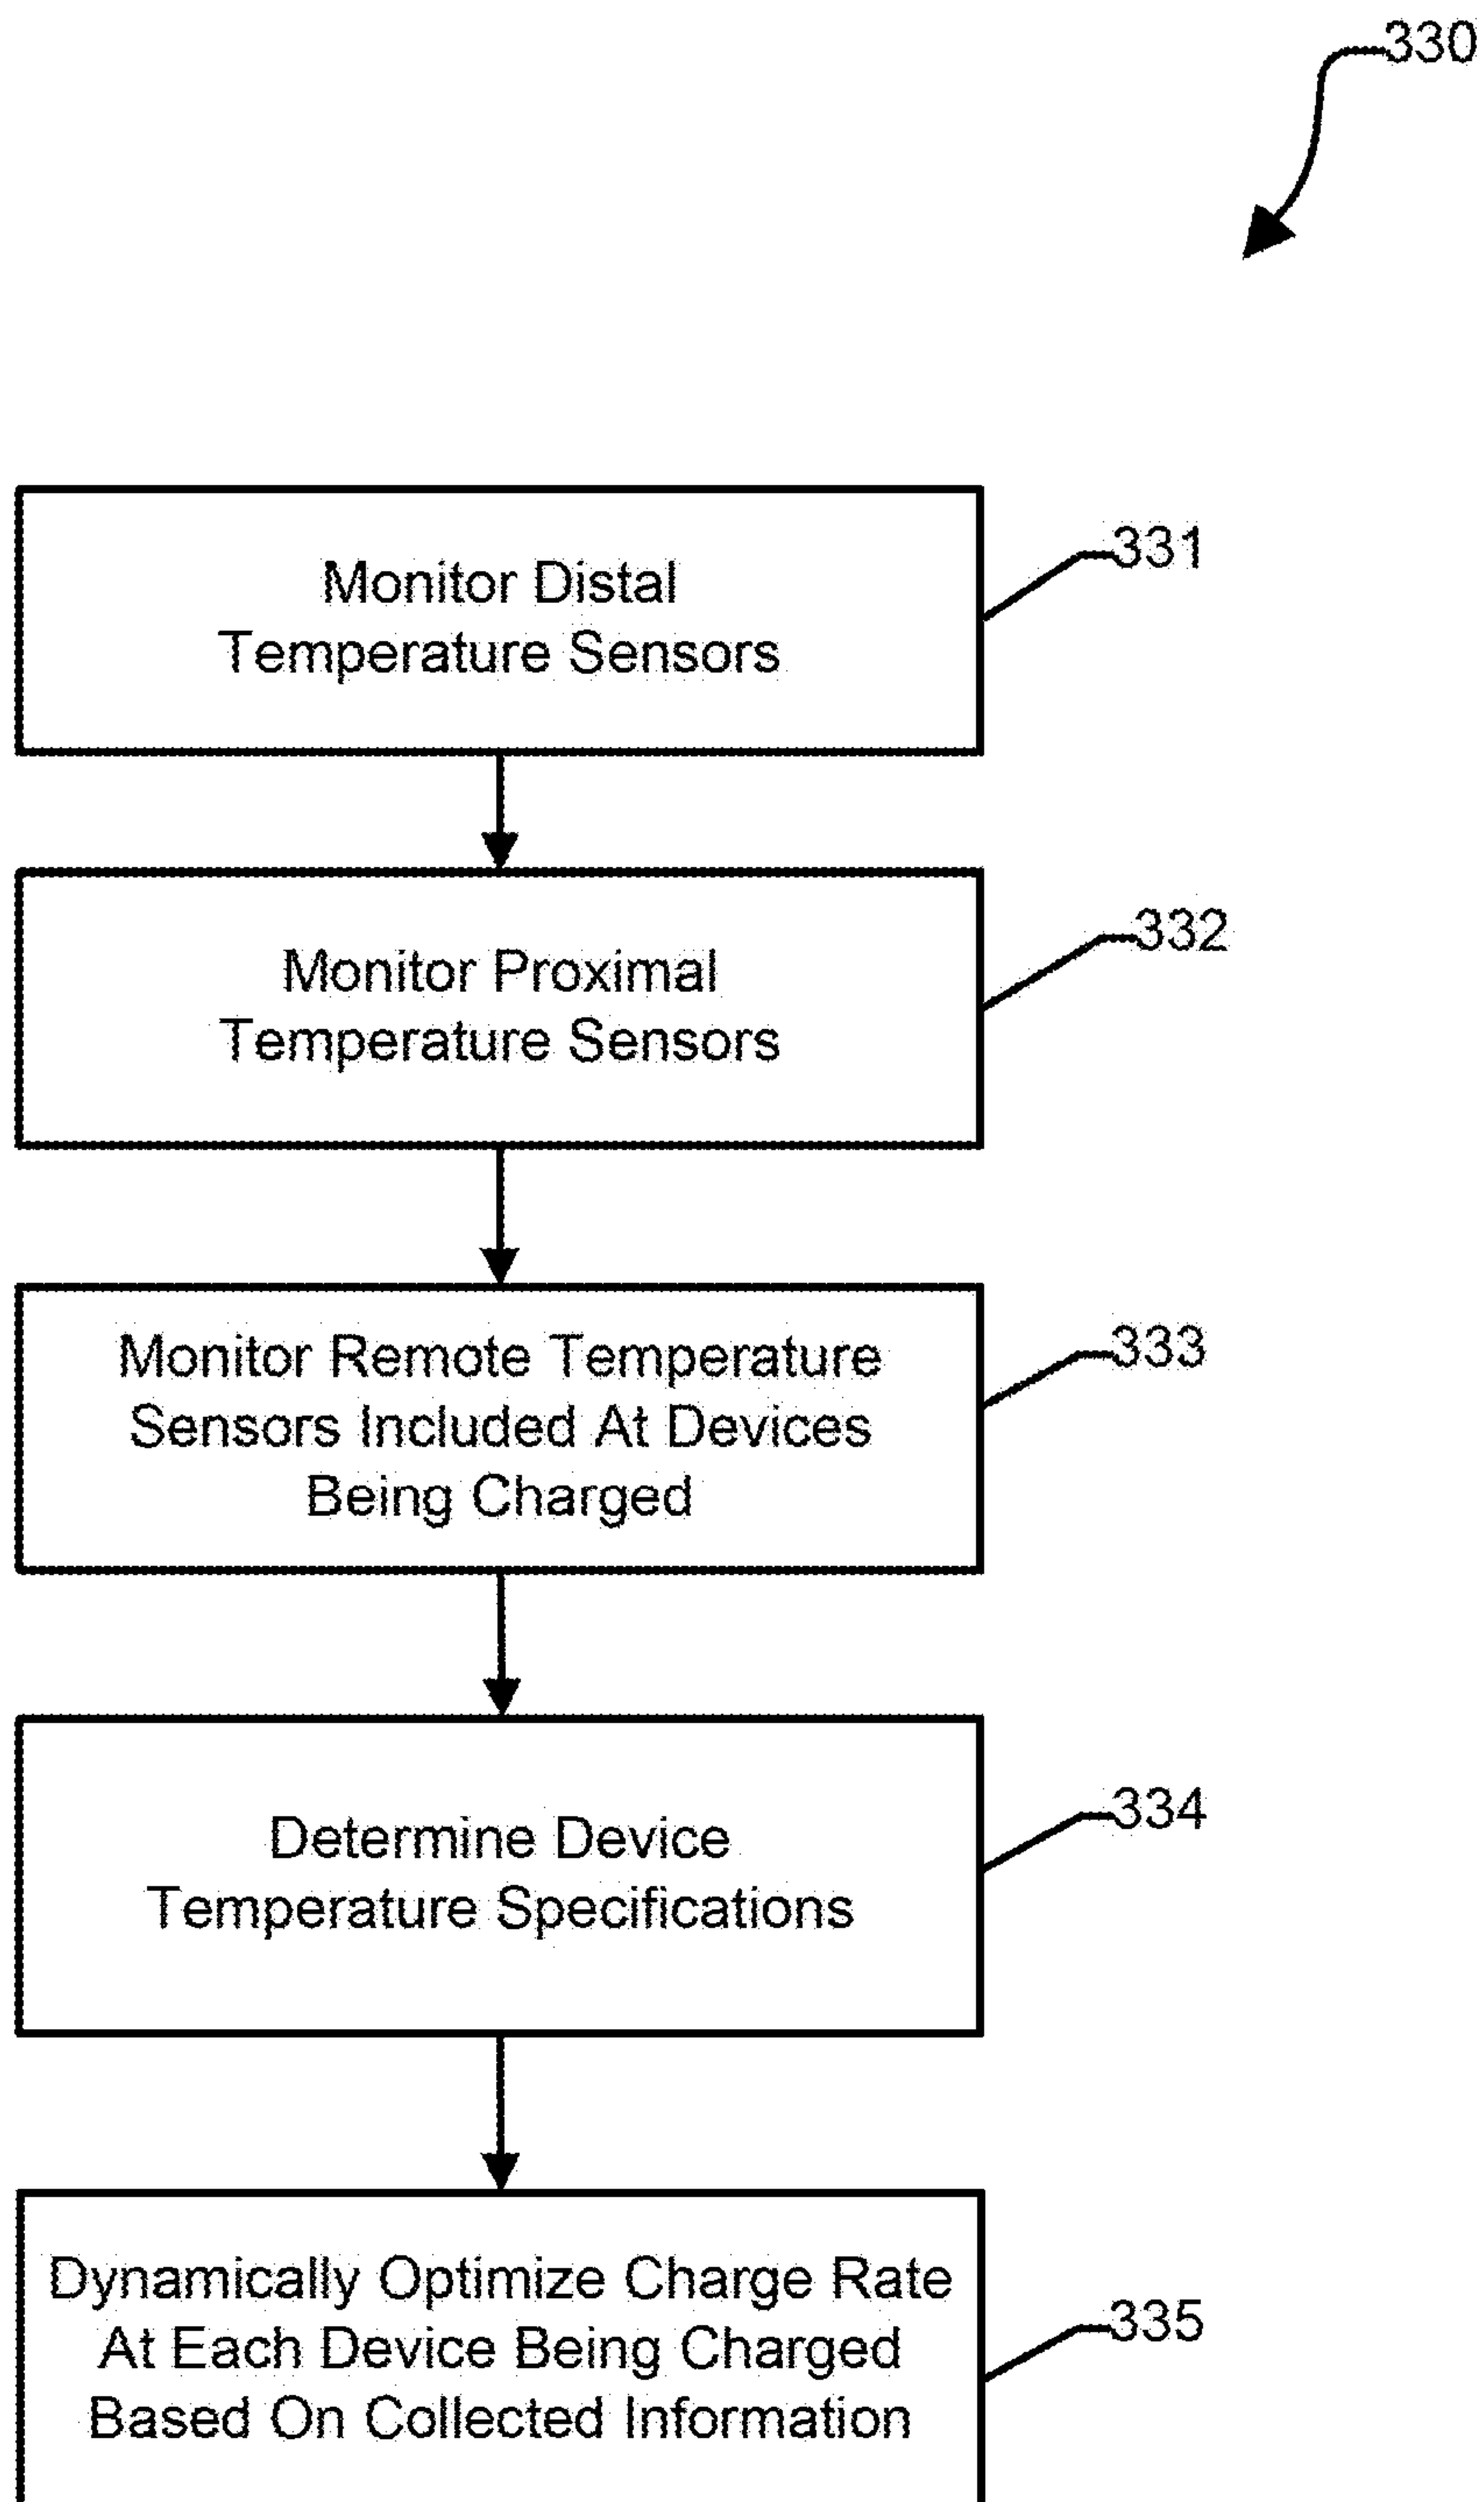 330
Monitor Distal
Temperature Sensors
331
Monitor Proximal
Temperature Sensors
332
Monitor Remote Temperature
Sensors Included At Devices
Being Charged
333
Determine Device
Temperature Specifications
334
Dynamically Optimize Charge Rate
At Each Device Being Charged
Based On Collected Information
335